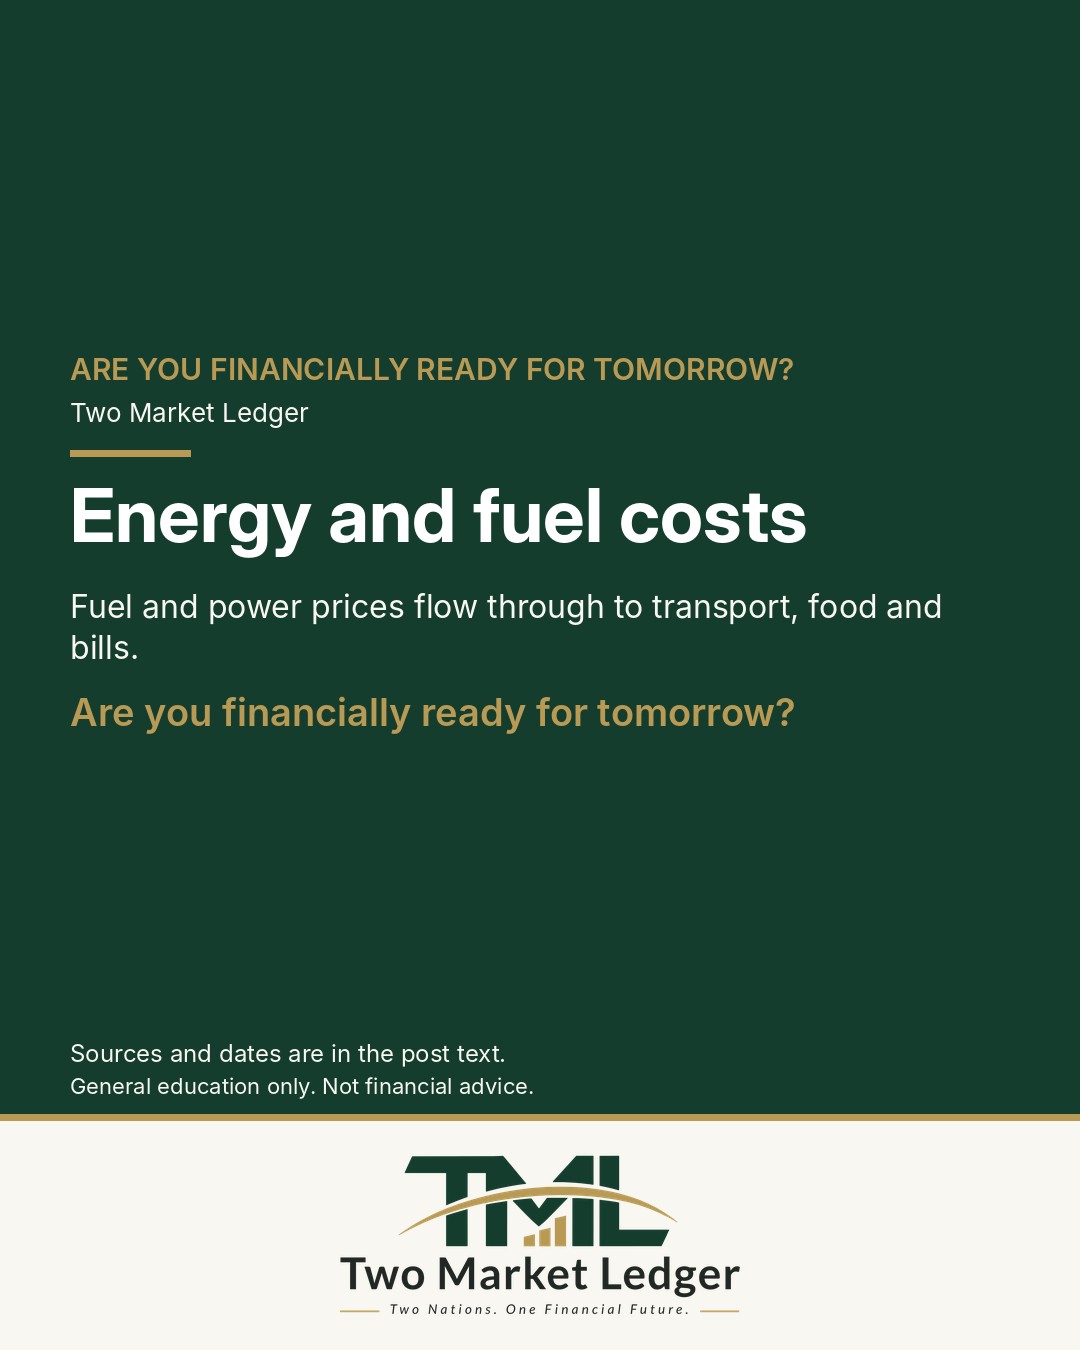 ARE YOU FINANCIALLY READY FOR TOMORROW?
Two Market Ledger
Energy and fuel costs
Fuel and power prices flow through to transport, food and
bills.
Are you financially ready for tomorrow?
Sources and dates are in the post text.
General education only. Not financial advice.
TML
Two Market Ledger
Two Nations. One Financial Future.